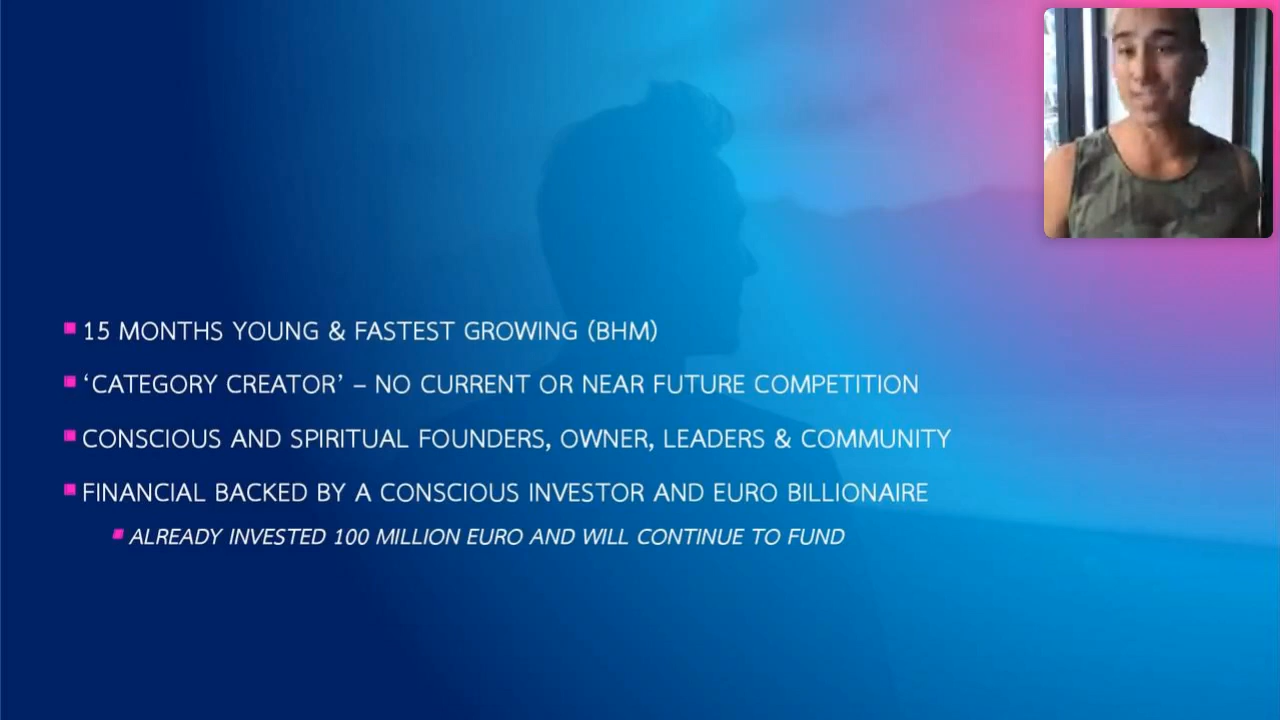 15 MONTHS YOUNG & FASTEST GROWING (BHM)
‘CATEGORY CREATOR’ – NO CURRENT OR NEAR FUTURE COMPETITION
CONSCIOUS AND SPIRITUAL FOUNDERS, OWNER, LEADERS & COMMUNITY
FINANCIAL BACKED BY A CONSCIOUS INVESTOR AND EURO BILLIONAIRE
ALREADY INVESTED 100 MILLION EURO AND WILL CONTINUE TO FUND